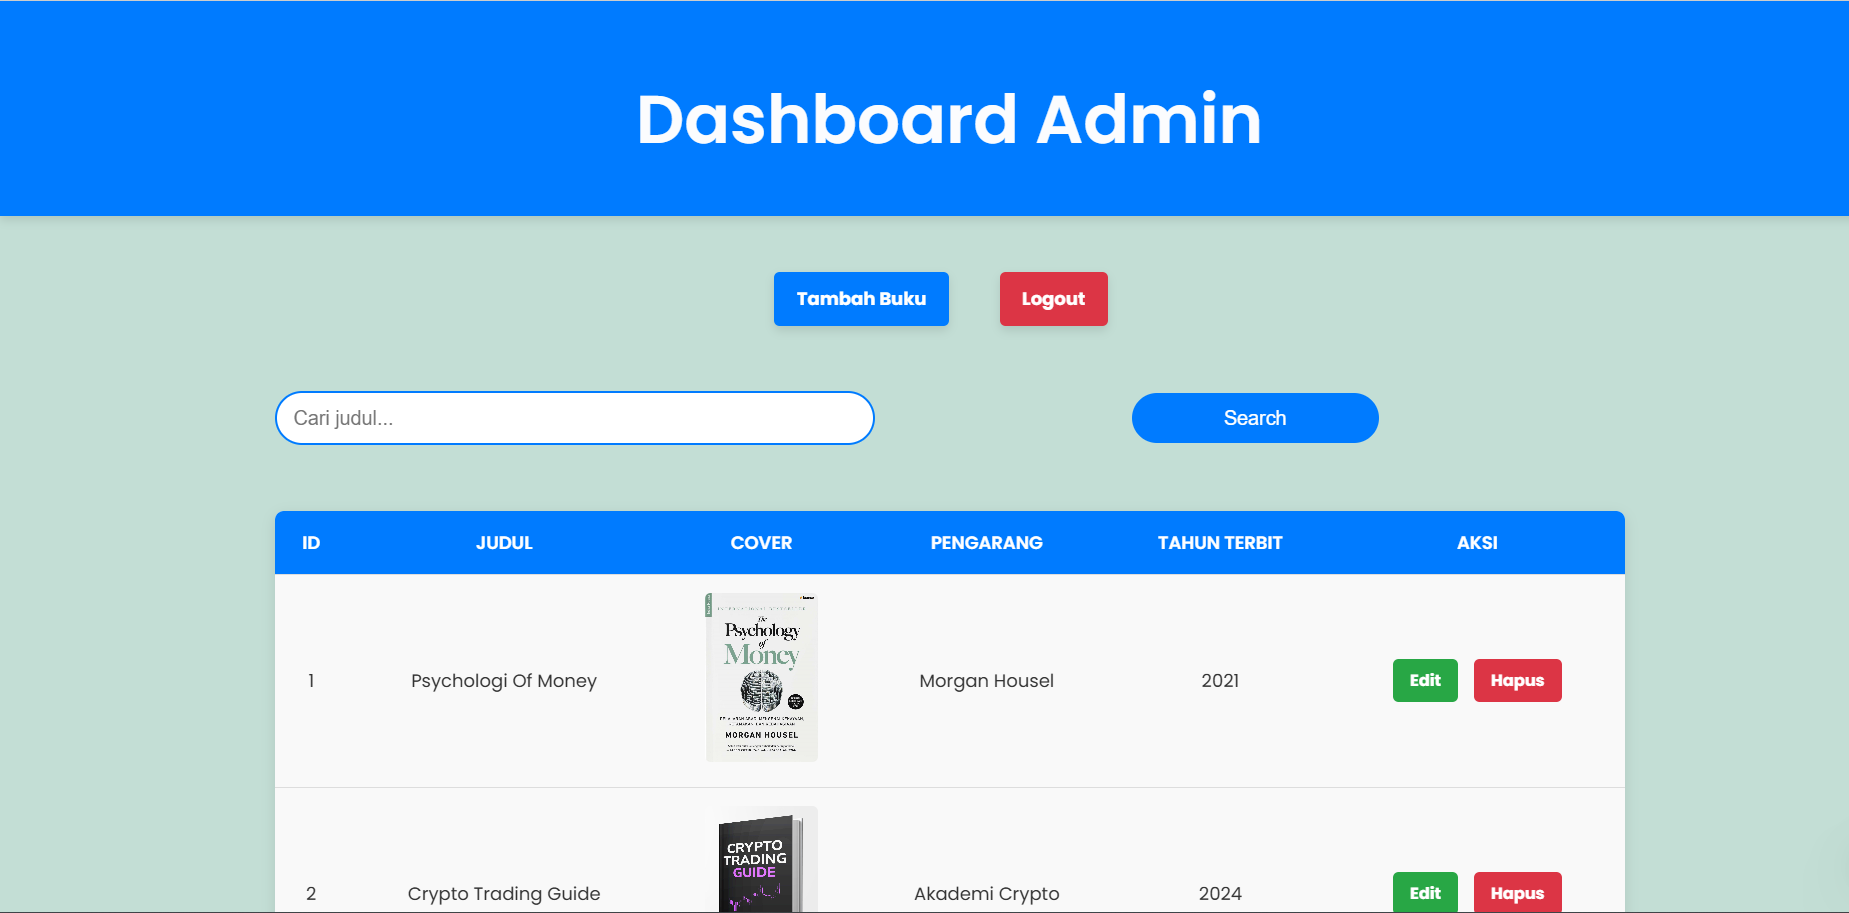 Dashboard Admin
Tambah Buku Logout
Cari judul... Search
ID JUDUL COVER PENGARANG TAHUN TERBIT AKSI
The
Psychology
of
Money
MORGAN HOUSEL
1 Psychologi Of Money Morgan Housel 2021 Edit Hapus
CRYPTO
TRADING
GUIDE
2 Crypto Trading Guide Akademi Crypto 2024 Edit Hapus